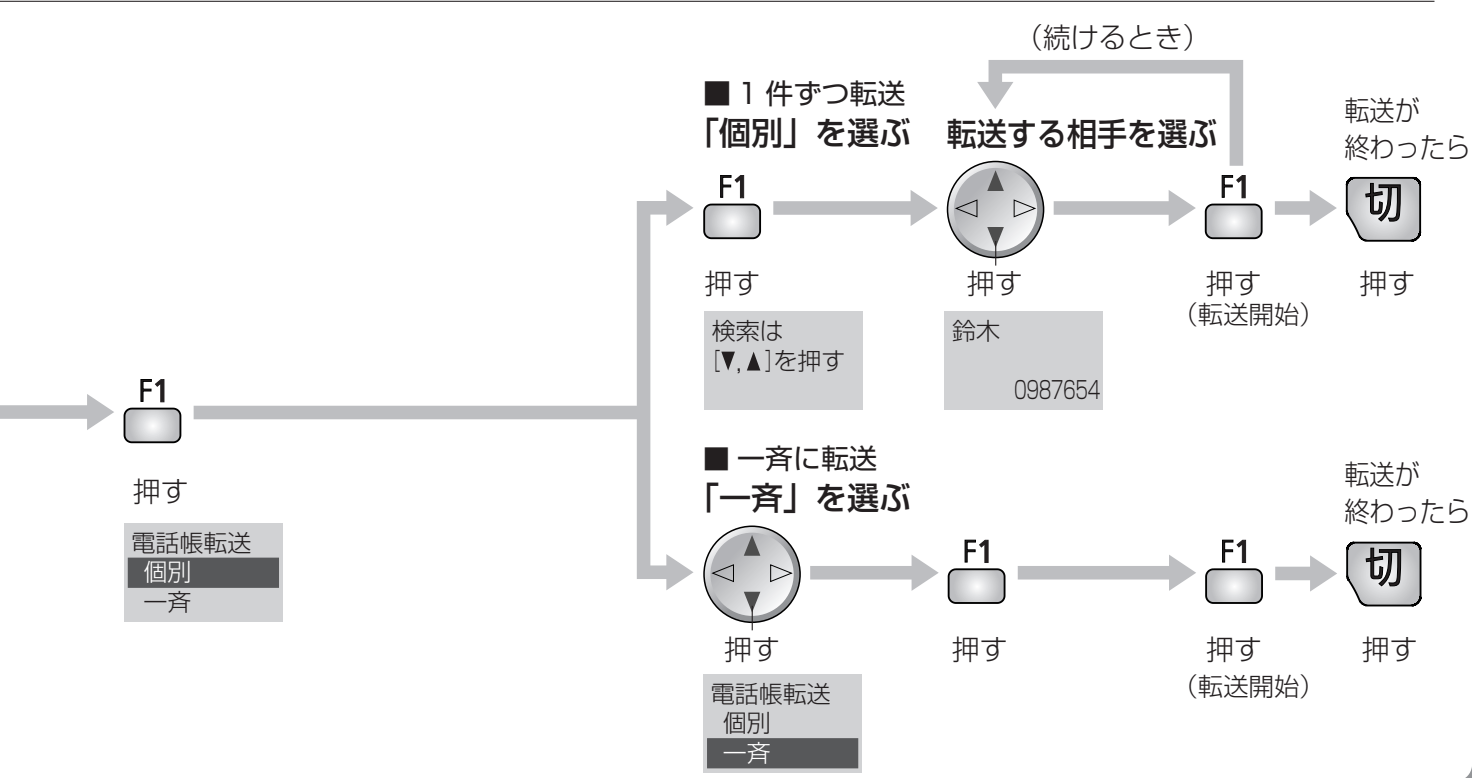 F1
押す
電話帳転送
個別
一斉
(続けるとき)
■ 1 件ずつ転送
「個別」を選ぶ
F1
押す
検索は
[▼,▲]を押す
転送する相手を選ぶ
押す
鈴木
0987654
F1
押す
(転送開始)
転送が
終わったら
切
押す
■ 一斉に転送
「一斉」を選ぶ
押す
電話帳転送
個別
一斉
F1
押す
F1
押す
(転送開始)
転送が
終わったら
切
押す